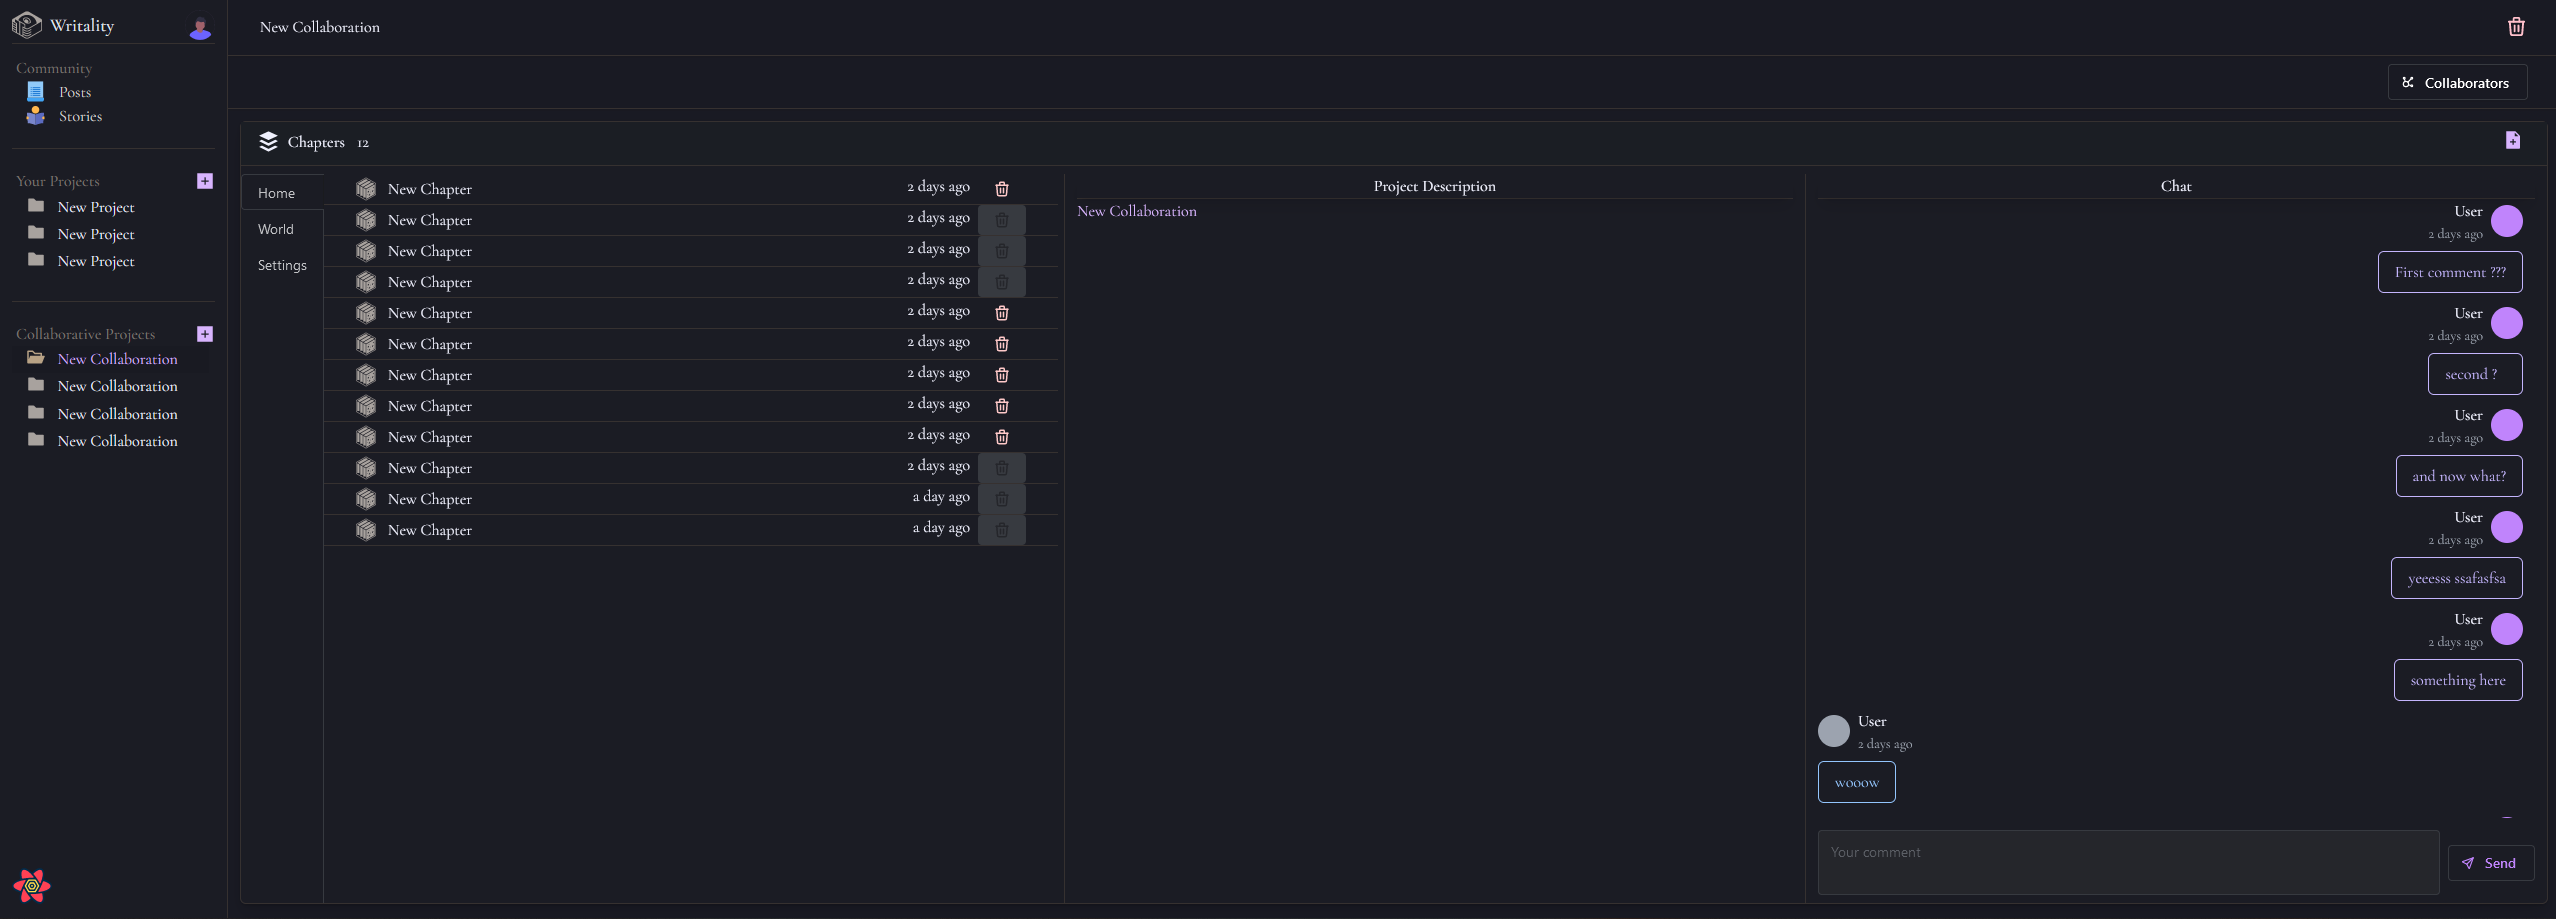 Writality
Community
Posts
Stories
Your Projects
New Project
New Project
New Project
Collaborative Projects
New Collaboration
New Collaboration
New Collaboration
New Collaboration
New Collaboration
Collaborators
Chapters 12
Home
World
Settings
New Chapter 2 days ago
New Chapter 2 days ago
New Chapter 2 days ago
New Chapter 2 days ago
New Chapter 2 days ago
New Chapter 2 days ago
New Chapter 2 days ago
New Chapter 2 days ago
New Chapter 2 days ago
New Chapter 2 days ago
New Chapter a day ago
New Chapter a day ago
Project Description
New Collaboration
Chat
User
2 days ago
First comment ???
User
2 days ago
second ?
User
2 days ago
and now what?
User
2 days ago
yeeesss ssafasfsa
User
2 days ago
something here
User
2 days ago
wooow
Your comment
Send